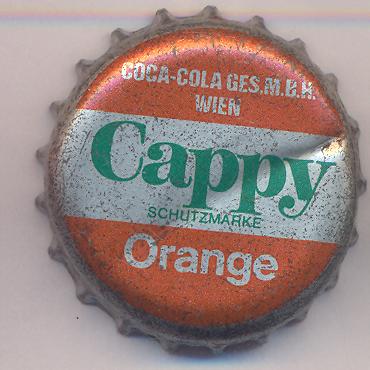 COCA-COLA GES.M.B.H.
WIEN
Cappy
SCHUTZMARKE
Orange